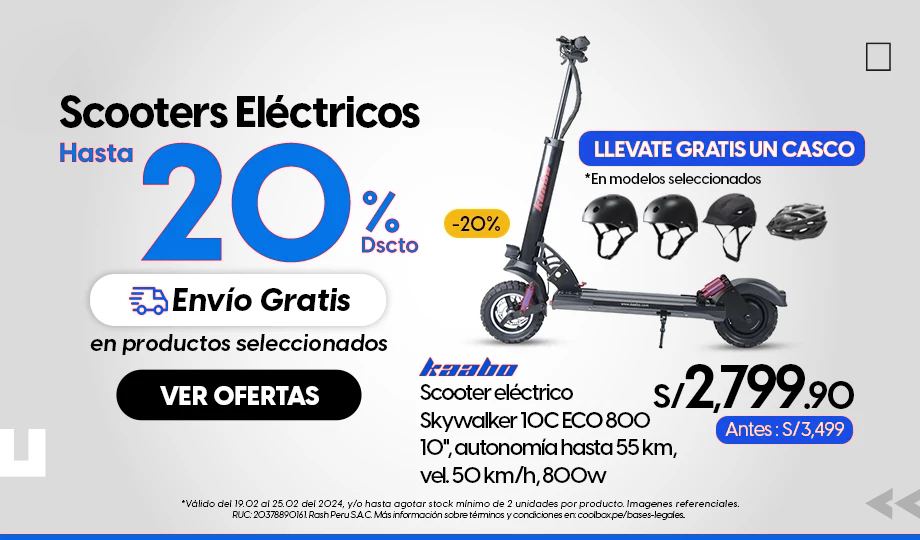 Scooters Eléctricos
Hasta
20%
Dscto
Envío Gratis
en productos seleccionados
VER OFERTAS
-20%
kaabo
LLEVATE GRATIS UN CASCO
*En modelos seleccionados
kaabo
Scooter eléctrico
Skywalker 10C ECO 800
10", autonomía hasta 55 km,
vel. 50 km/h, 800w
S/2,799.90
Antes : S/3,499
*Válido del 19.02 al 25.02 del 2024, y/o hasta agotar stock mínimo de 2 unidades por producto. Imagenes referenciales.
RUC: 20378890161. Rash Peru S.A.C. Más información sobre términos y condiciones en: coolbox.pe/bases-legales.